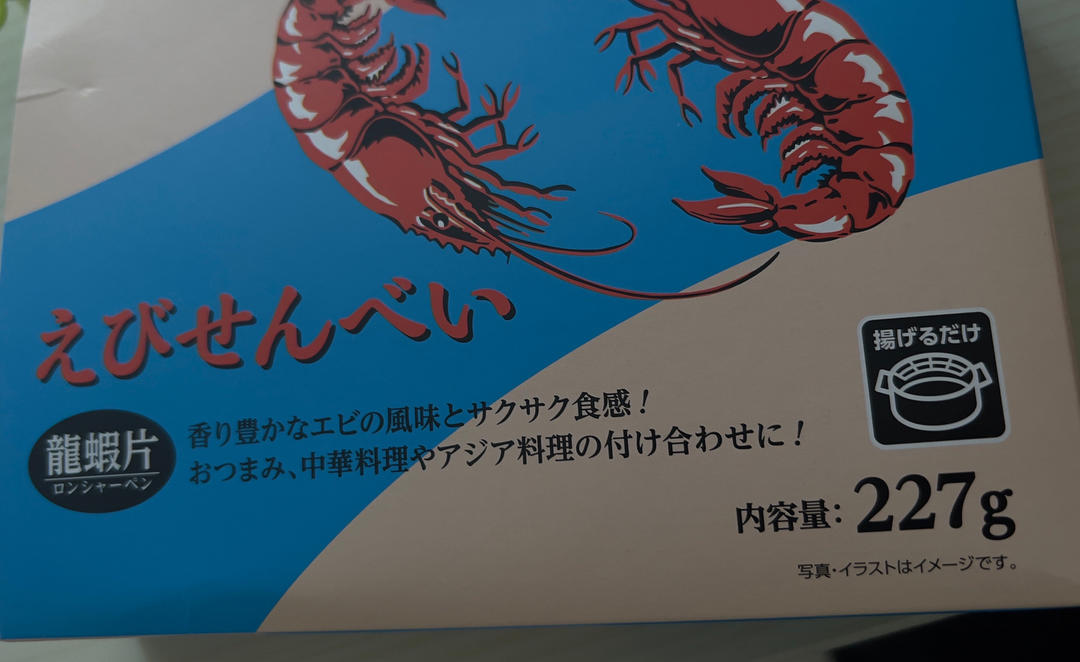 えびせんべい
龍蝦片
ロンシャーペン
香り豊かなエビの風味とサクサク食感！
おつまみ、中華料理やアジア料理の付け合わせに！
揚げるだけ
内容量：227g
写真・イラストはイメージです。